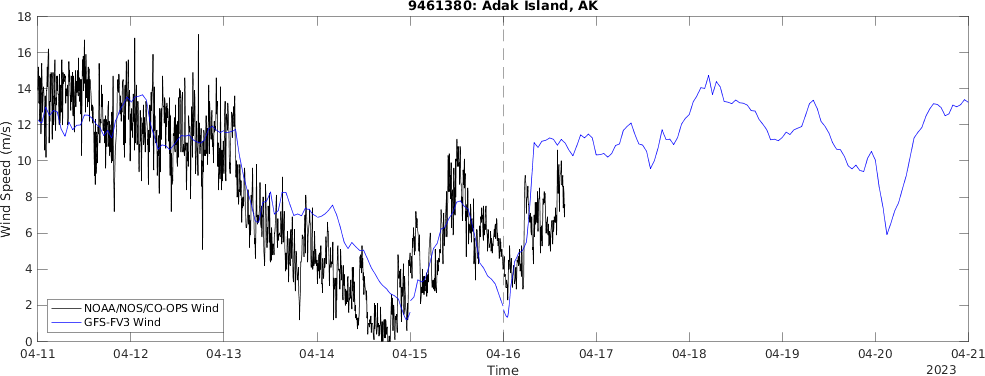 9461380: Adak Island, AK
Wind Speed (m/s)
18
16
14
12
10
8
6
4
2
0
NOAA/NOS/CO-OPS Wind
GFS-FV3 Wind
04-11 04-12 04-13 04-14 04-15 04-16 04-17 04-18 04-19 04-20 04-21
Time
2023